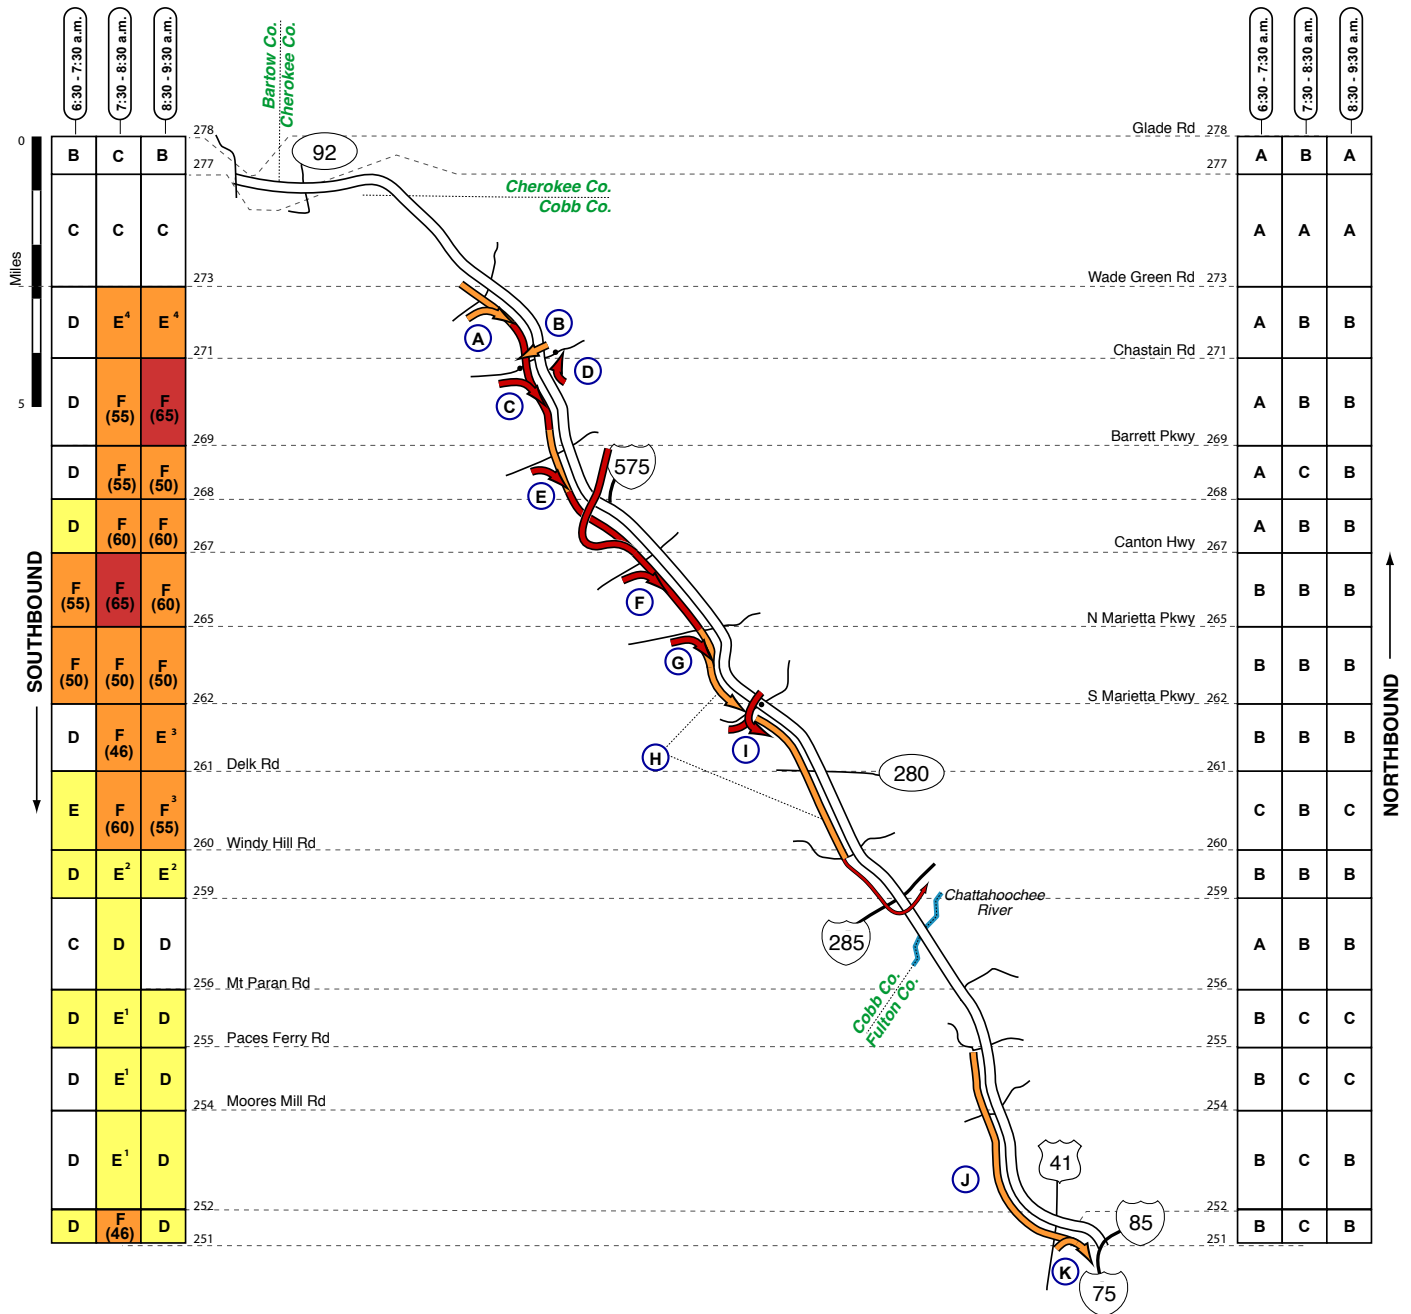 6:30 - 7:30 a.m.
7:30 - 8:30 a.m.
8:30 - 9:30 a.m.
Bartow Co.
Cherokee Co.
6:30 - 7:30 a.m.
7:30 - 8:30 a.m.
8:30 - 9:30 a.m.
0
278
Glade Rd 278
B C B
92
A B A
277
277
Cherokee Co.
Cobb Co.
C C C
A A A
Miles
273
Wade Green Rd 273
D E4 E4
A
B
A B B
271
Chastain Rd 271
5
D F (55) F (65)
C
D
A B B
269
Barrett Pkwy 269
D F (55) F (50)
575
E
A C B
268
268
D F (60) F (60)
A B B
267
Canton Hwy 267
SOUTHBOUND
F (55) F (65) F (60)
F
B B B
265
N Marietta Pkwy 265
F (50) F (50) F (50)
G
B B B
262
S Marietta Pkwy 262
NORTHBOUND
D F (46) E3
H
I
B B B
261 Delk Rd
280
261
E F (60) F3 (55)
C B C
260 Windy Hill Rd
260
D E2 E2
B B B
259
259
Chattahoochee
River
285
C D D
A B B
Cobb Co.
Fulton Co.
256 Mt Paran Rd
256
D E1 D
B C C
255 Paces Ferry Rd
255
D E1 D
B C C
254 Moores Mill Rd
254
D E1 D
J
41
B C B
252
252
D F (46) D
85
B C B
251
251
K
75